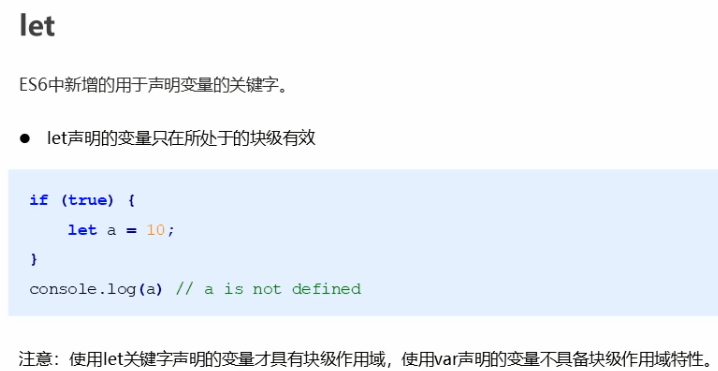 let
ES6中新增的用于声明变量的关键字。
● let声明的变量只在所处于的块级有效
if (true) {
    let a = 10;
}
console.log(a) // a is not defined
注意：使用let关键字声明的变量才具有块级作用域，使用var声明的变量不具备块级作用域特性。